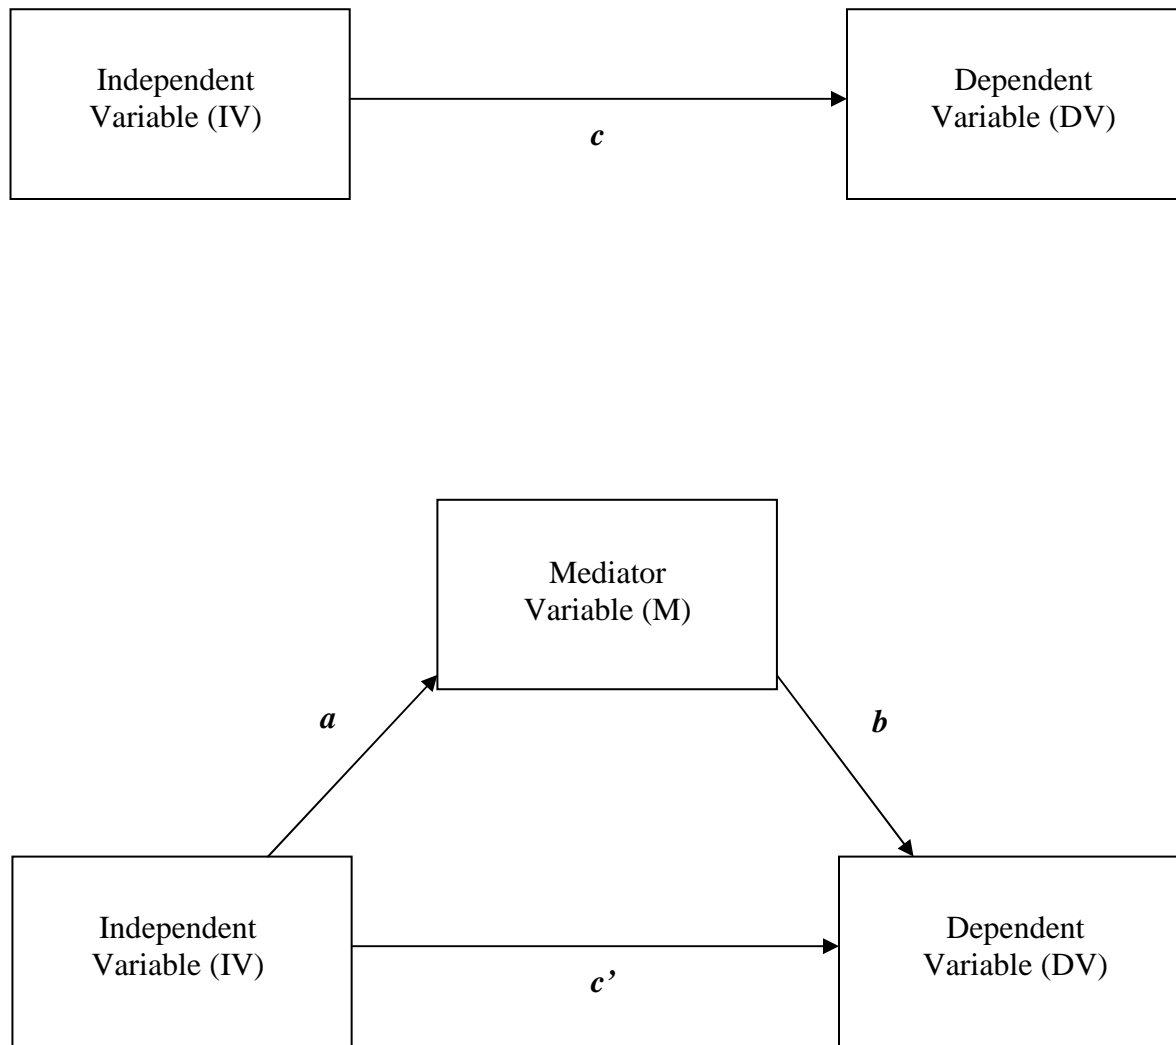 Independent
Variable (IV)
Dependent
Variable (DV)
c
Mediator
Variable (M)
a
b
Independent
Variable (IV)
Dependent
Variable (DV)
c’